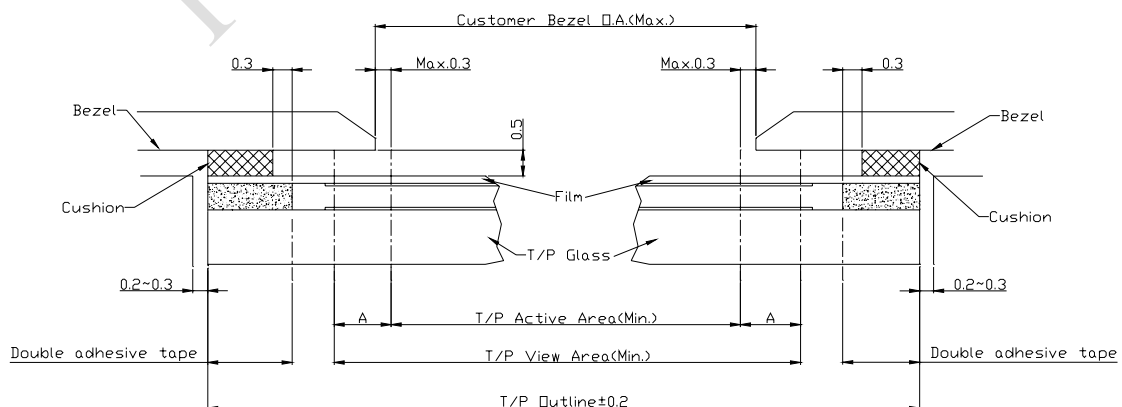 Customer Bezel O.A.(Max.)
0.3
Max.0.3
Max.0.3
0.3
Bezel
Bezel
0.5
Film
Cushion
Cushion
T/P Glass
0.2~0.3
0.2~0.3
A
T/P Active Area(Min.)
A
Double adhesive tape
T/P View Area(Min.)
Double adhesive tape
T/P Outline±0.2